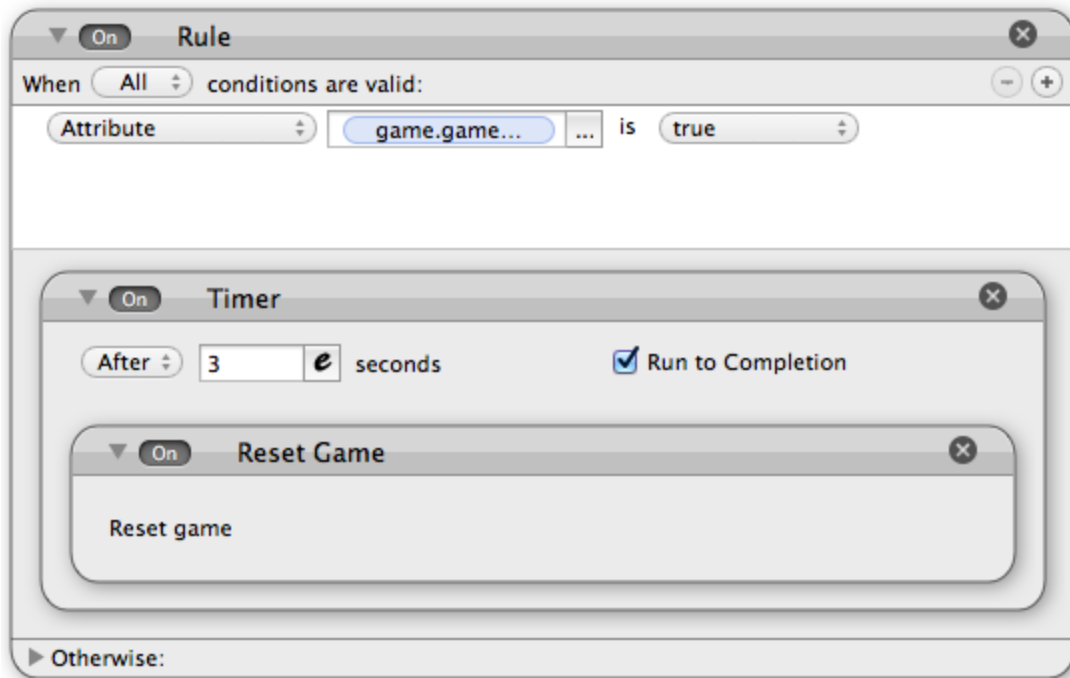 On Rule
When All conditions are valid:
Attribute game.game... ... is true
On Timer
After 3 e seconds Run to Completion
On Reset Game
Reset game
Otherwise: